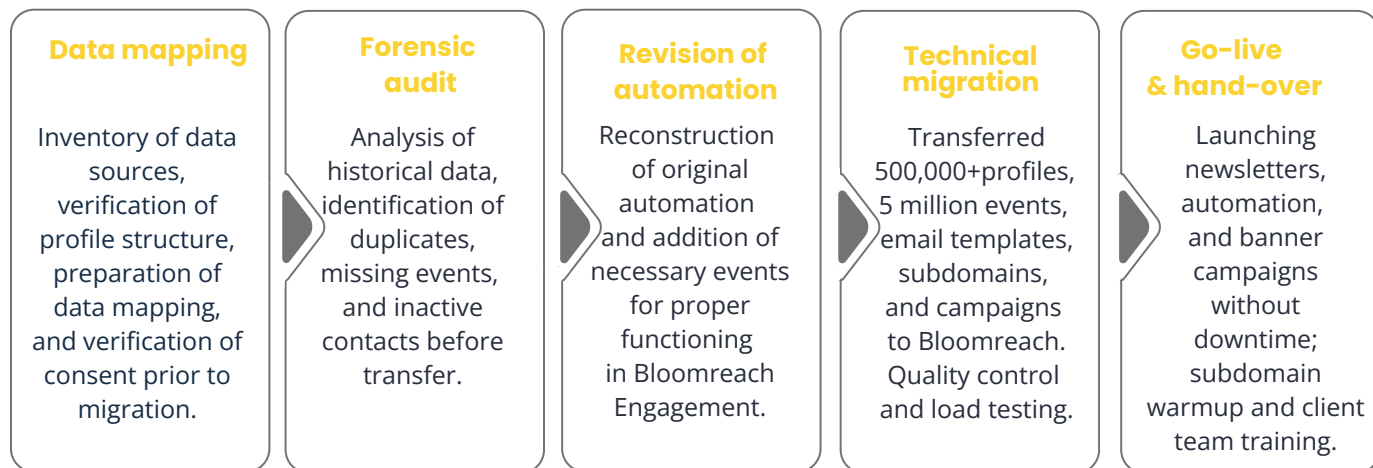 Data mapping
Inventory of data
sources,
verification of
profile structure,
preparation of
data mapping,
and verification of
consent prior to
migration.
Forensic
audit
Analysis of
historical data,
identification of
duplicates,
missing events,
and inactive
contacts before
transfer.
Revision of
automation
Reconstruction
of original
automation
and addition of
necessary events
for proper
functioning
in Bloomreach
Engagement.
Technical
migration
Transferred
500,000+profiles,
5 million events,
email templates,
subdomains,
and campaigns
to Bloomreach.
Quality control
and load testing.
Go-live
& hand-over
Launching
newsletters,
automation,
and banner
campaigns
without
downtime;
subdomain
warmup and client
team training.